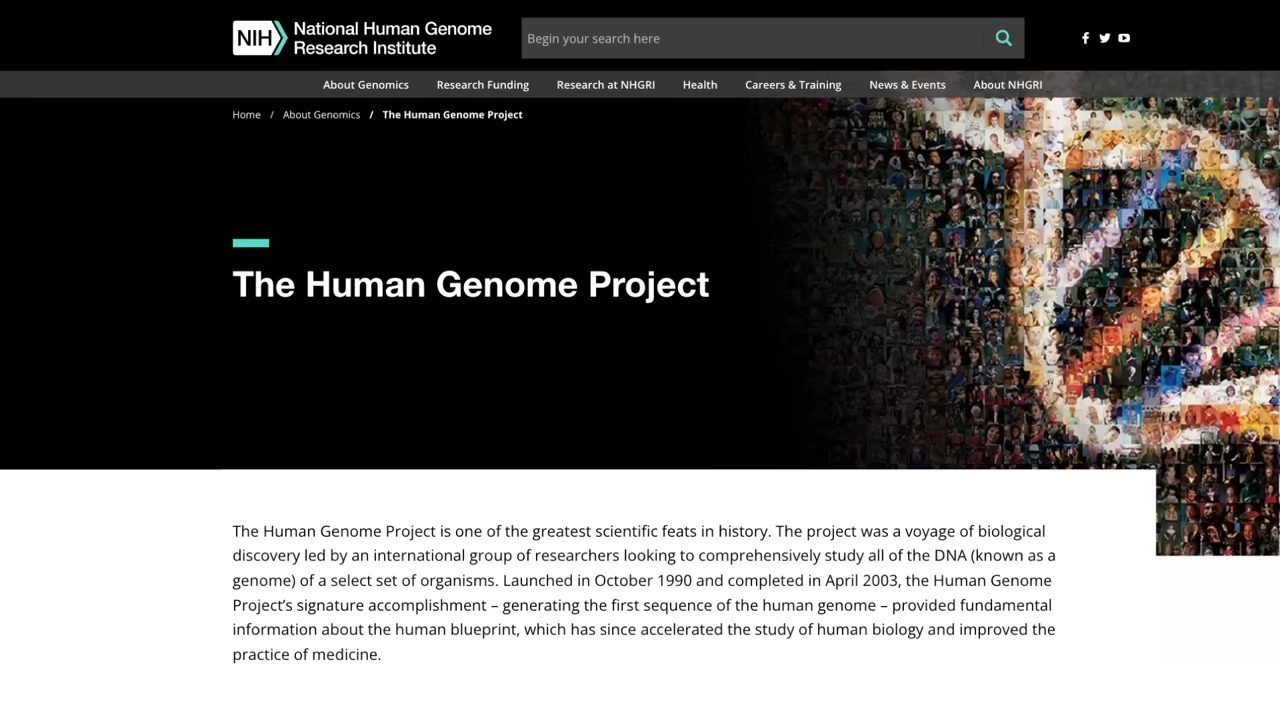 NIH
National Human Genome
Research Institute
Begin your search here
About Genomics Research Funding Research at NHGRI Health Careers & Training News & Events About NHGRI
Home / About Genomics / The Human Genome Project
The Human Genome Project
The Human Genome Project is one of the greatest scientific feats in history. The project was a voyage of biological
discovery led by an international group of researchers looking to comprehensively study all of the DNA (known as a
genome) of a select set of organisms. Launched in October 1990 and completed in April 2003, the Human Genome
Project’s signature accomplishment – generating the first sequence of the human genome – provided fundamental
information about the human blueprint, which has since accelerated the study of human biology and improved the
practice of medicine.